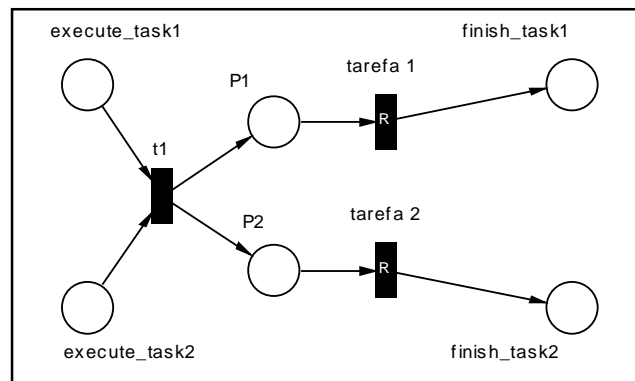 execute_task1
finish_task1
P1
tarefa 1
R
t1
P2
tarefa 2
R
execute_task2
finish_task2